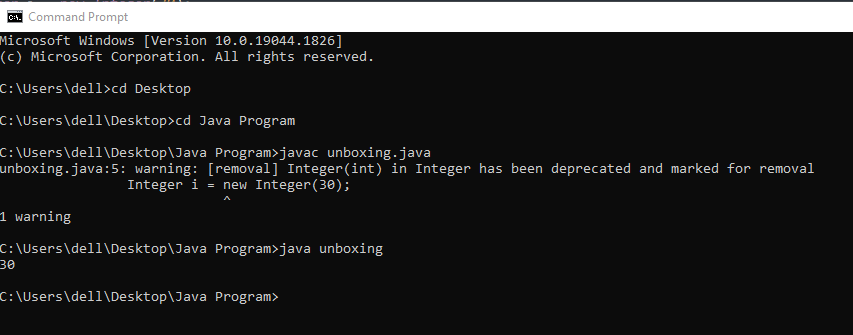 Command Prompt
Microsoft Windows [Version 10.0.19044.1826]
(c) Microsoft Corporation. All rights reserved.
C:\Users\dell>cd Desktop
C:\Users\dell\Desktop>cd Java Program
C:\Users\dell\Desktop\Java Program>javac unboxing.java
unboxing.java:5: warning: [removal] Integer(int) in Integer has been deprecated and marked for removal
                Integer i = new Integer(30);
                            ^
1 warning
C:\Users\dell\Desktop\Java Program>java unboxing
30
C:\Users\dell\Desktop\Java Program>